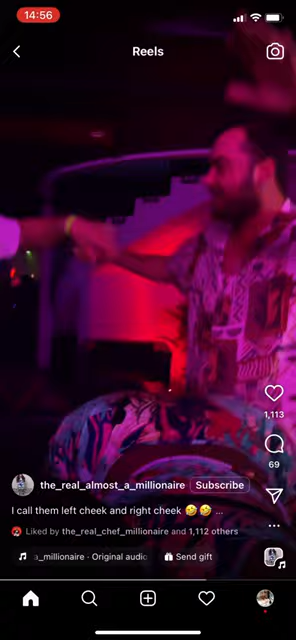 14:56
Reels
1,113
69
the_real_almost_a_millionaire Subscribe
I call them left cheek and right cheek 🤣🤣 ...
Liked by the_real_chef_millionaire and 1,112 others
a_millionaire · Original audio Send gift